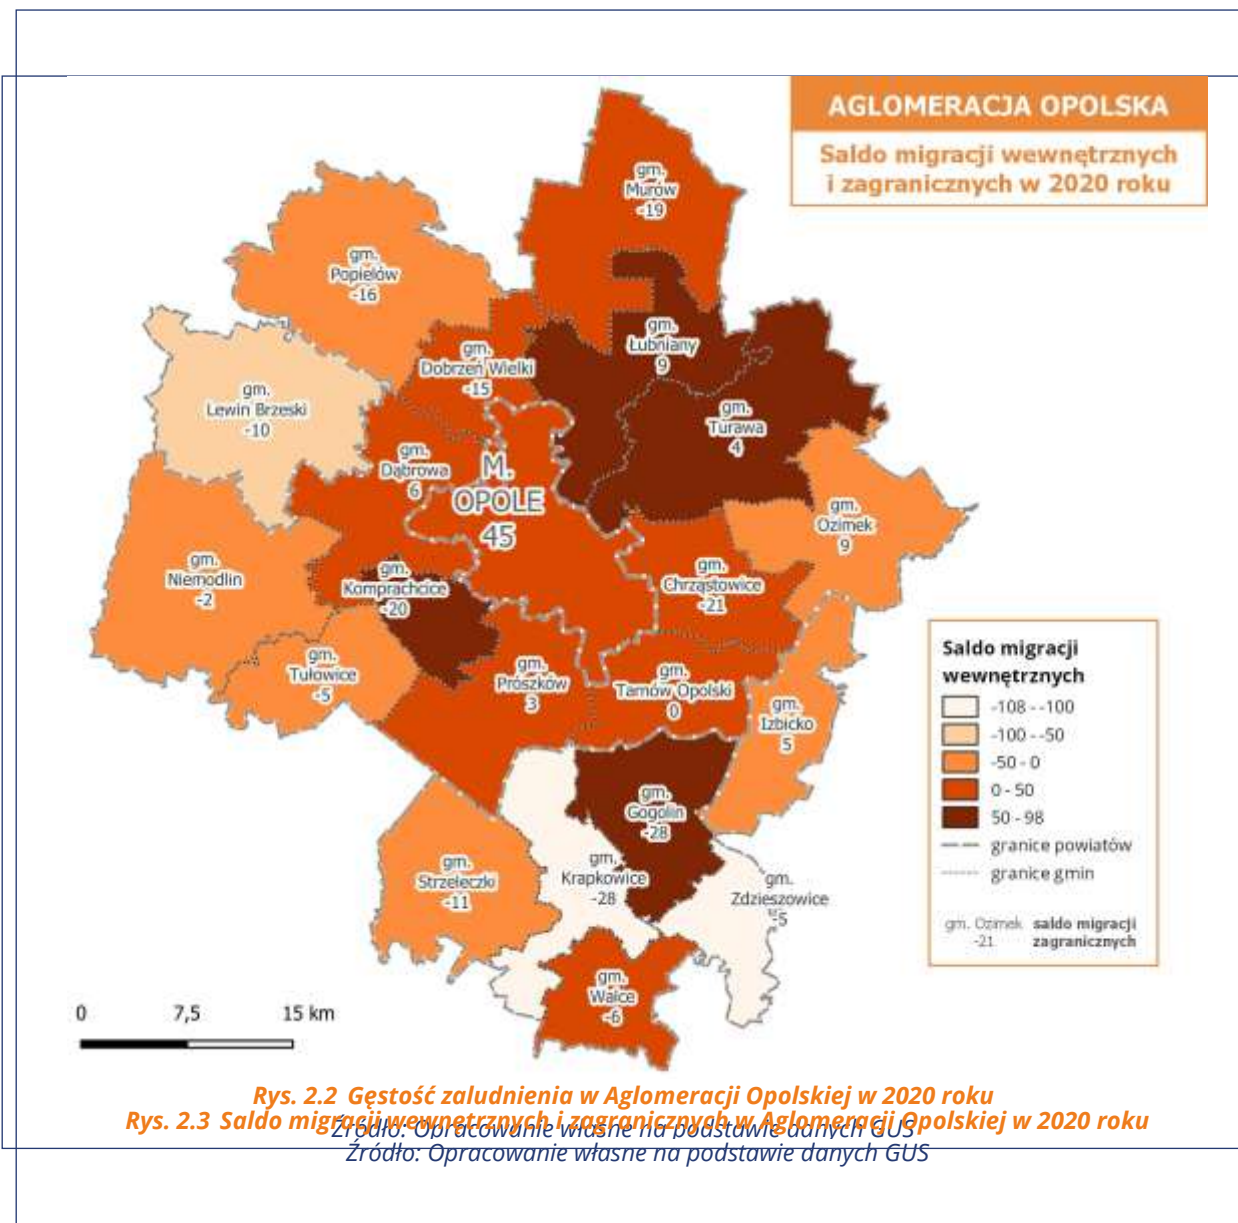 AGLOMERACJA OPOLSKA
Saldo migracji wewnętrznych
i zagranicznych w 2020 roku
gm.
Murów
-19
gm.
Popielów
-16
gm.
Łubniany
9
gm.
Dobrzeń Wielki
-15
gm.
Lewin Brzeski
-10
gm.
Turawa
4
gm.
Dąbrowa
6
M.
OPOLE
45
gm.
Ozimek
9
gm.
Niemodlin
-2
gm.
Komprachcice
-20
gm.
Chrząstowice
-21
gm.
Tułowice
-5
gm.
Prószków
3
gm.
Tarnów Opolski
0
gm.
Izbicko
5
gm.
Gogolin
-28
gm.
Strzeleczki
-11
gm.
Krapkowice
-28
gm.
Zdzieszowice
-5
gm.
Walce
-6
Saldo migracji
wewnętrznych
-108 - -100
-100 - -50
-50 - 0
0 - 50
50 - 98
granice powiatów
granice gmin
gm. Ozimek saldo migracji
-21 zagranicznych
0 7,5 15 km
Rys. 2.2 Gęstość zaludnienia w Aglomeracji Opolskiej w 2020 roku
Rys. 2.3 Saldo migracji wewnętrznych i zagranicznych w Aglomeracji Opolskiej w 2020 roku
Źródło: Opracowanie własne na podstawie danych GUS
Źródło: Opracowanie własne na podstawie danych GUS